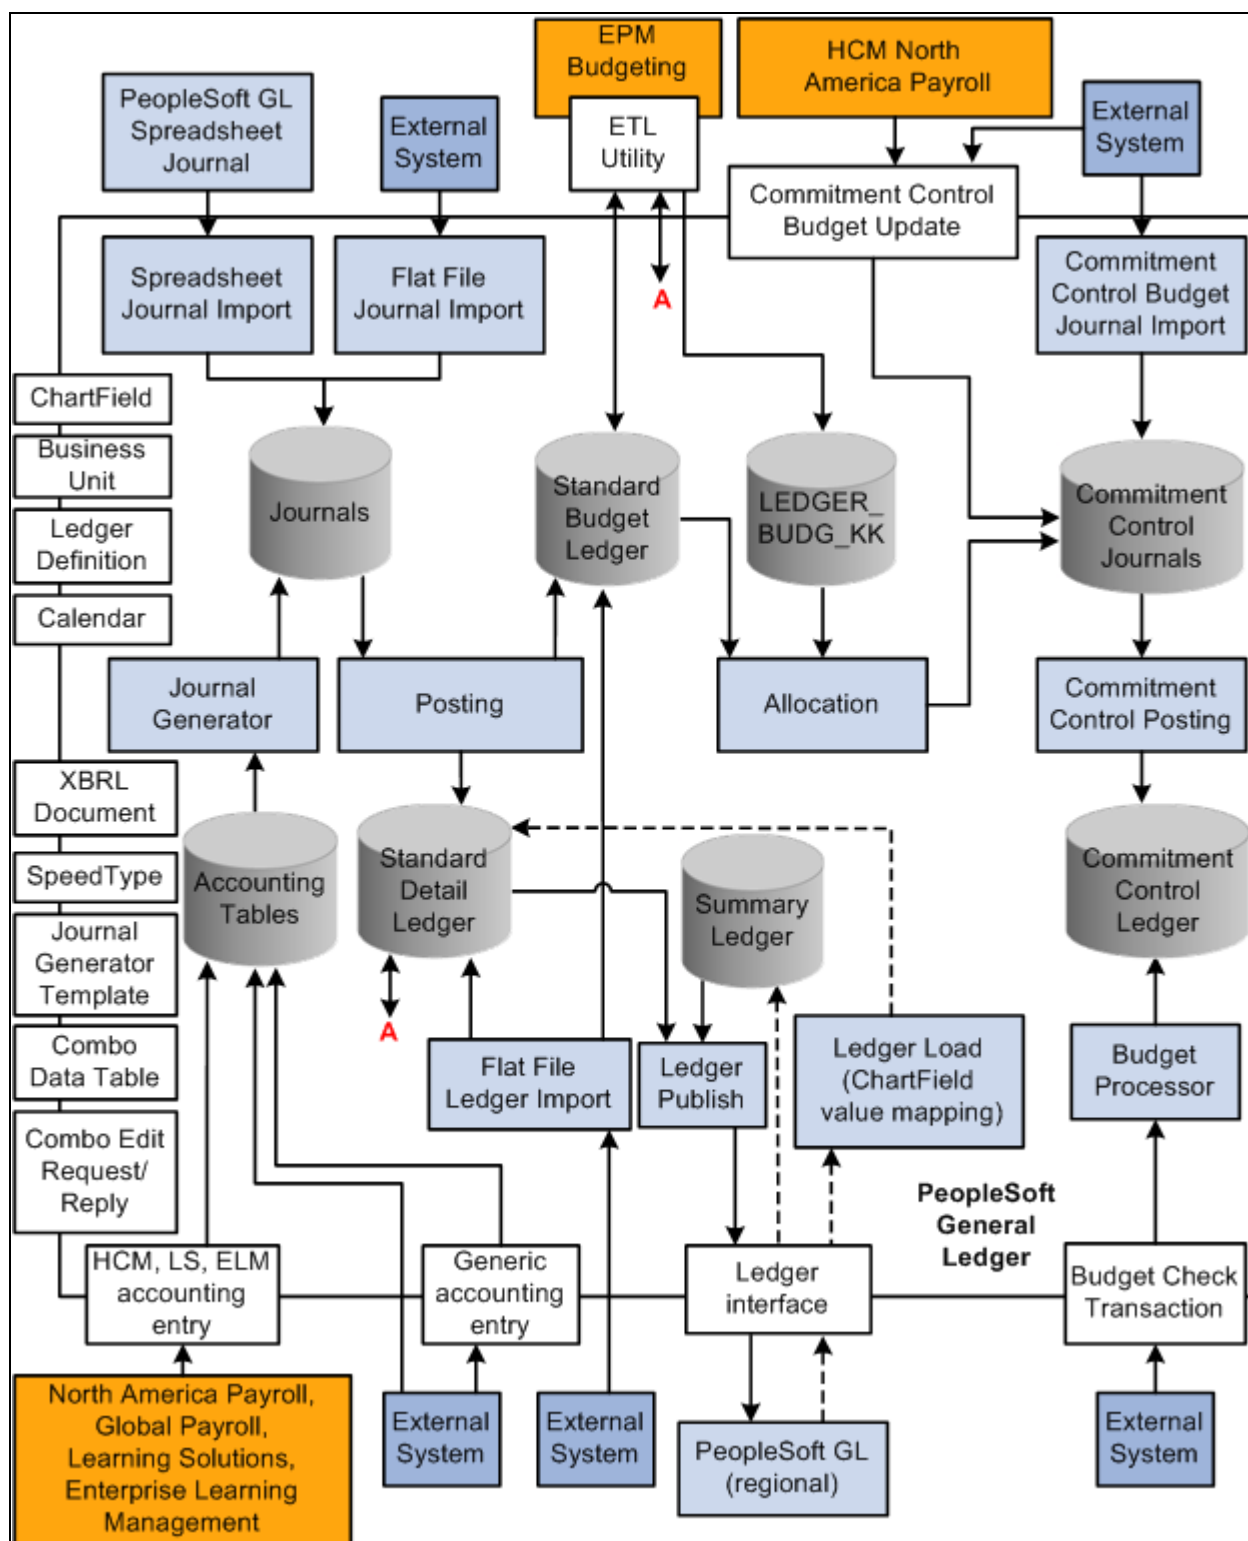 EPM
Budgeting
HCM North
America Payroll
PeopleSoft GL
Spreadsheet
Journal
External
System
ETL
Utility
External
System
Commitment Control
Budget Update
Spreadsheet
Journal Import
Flat File
Journal Import
A
Commitment
Control Budget
Journal Import
ChartField
Business
Unit
Ledger
Definition
Calendar
Journals
Standard
Budget
Ledger
LEDGER_
BUDG_KK
Commitment
Control
Journals
Journal
Generator
Posting
Allocation
Commitment
Control Posting
XBRL
Document
SpeedType
Journal
Generator
Template
Combo
Data Table
Combo Edit
Request/
Reply
Accounting
Tables
Standard
Detail
Ledger
Summary
Ledger
Commitment
Control
Ledger
A
Flat File
Ledger Import
Ledger
Publish
Ledger Load
(ChartField
value mapping)
Budget
Processor
PeopleSoft
General
Ledger
HCM, LS, ELM
accounting
entry
Generic
accounting
entry
Ledger
interface
Budget Check
Transaction
North America Payroll,
Global Payroll,
Learning Solutions,
Enterprise Learning
Management
External
System
External
System
PeopleSoft GL
(regional)
External
System